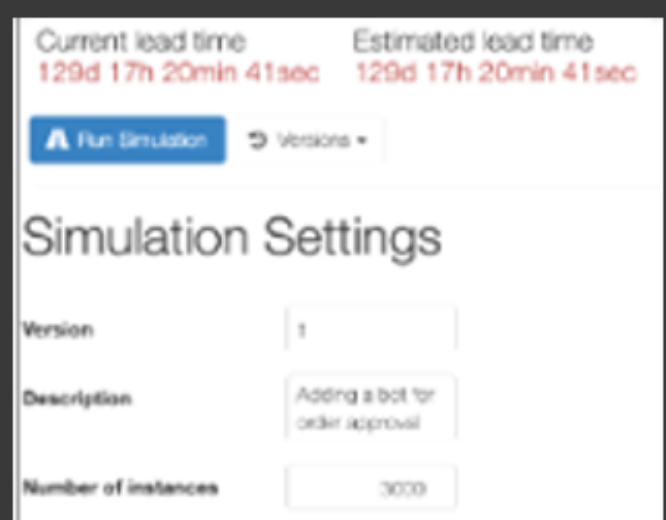 Current lead time Estimated lead time
129d 17h 20min 41sec 129d 17h 20min 41sec
Run Simulation Versions
Simulation Settings
Version 1
Description Adding a bot for
order approval
Number of instances 3000